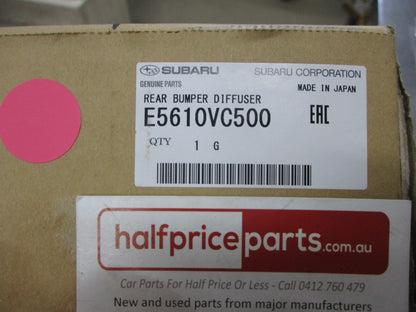 SUBARU SUBARU CORPORATION
GENUINE PARTS MADE IN JAPAN
REAR BUMPER DIFFUSER
E5610VC500 EAC
QTY 1 G
halfpriceparts.com.au
Car Parts For Half Price Or Less - Call 0412 760 479
New and used parts from major manufacturers